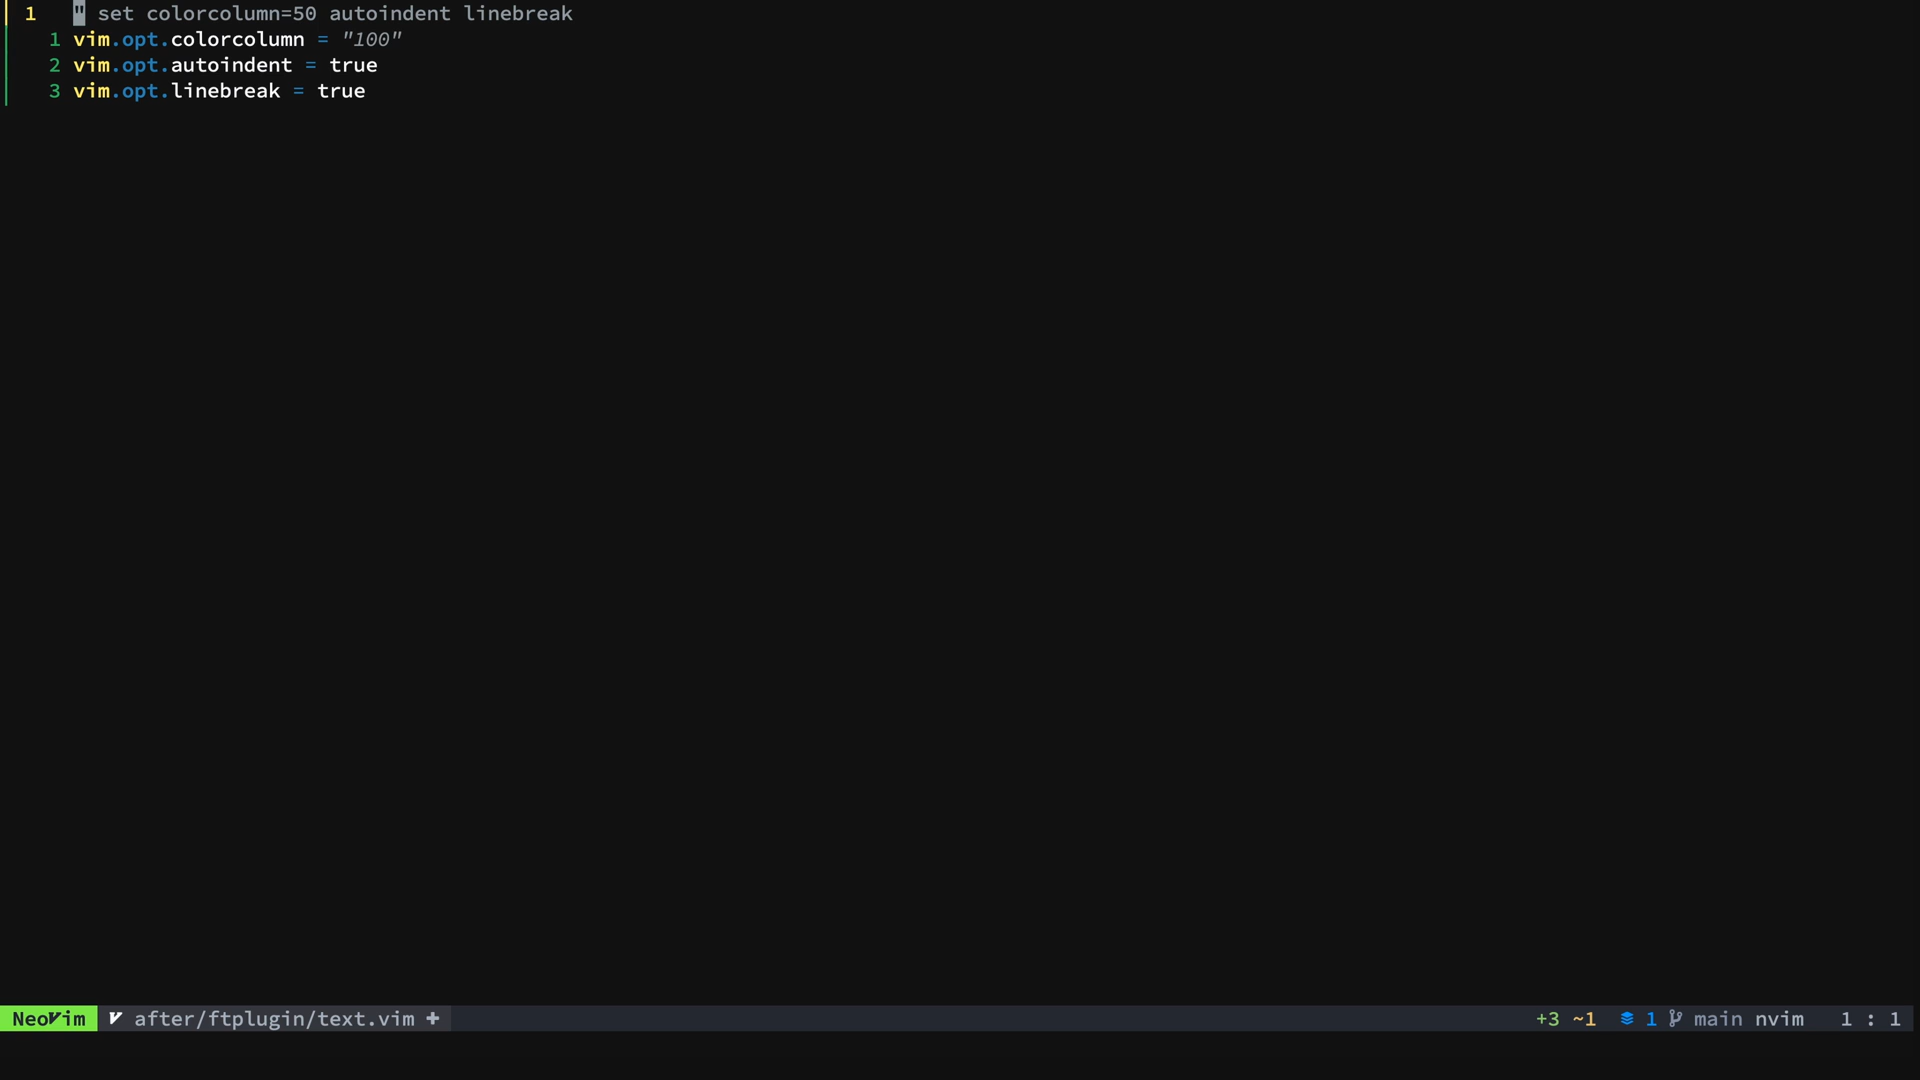 1 " set colorcolumn=50 autoindent linebreak
1 vim.opt.colorcolumn = "100"
2 vim.opt.autoindent = true
3 vim.opt.linebreak = true
NeoVim after/ftplugin/text.vim + +3 ~1 1 main nvim 1 : 1